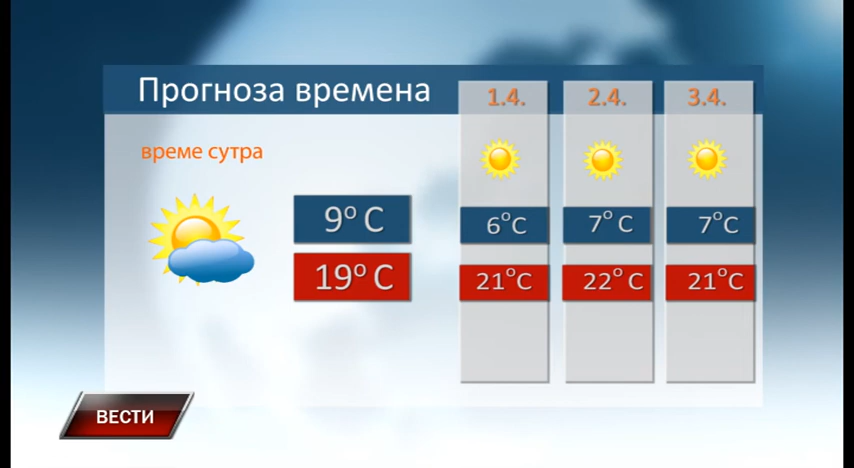 Прогноза времена
време сутра
9° C
19° C
1.4.
6°C
21°C
2.4.
7° C
22° C
3.4.
7°C
21°C
ВЕСТИ